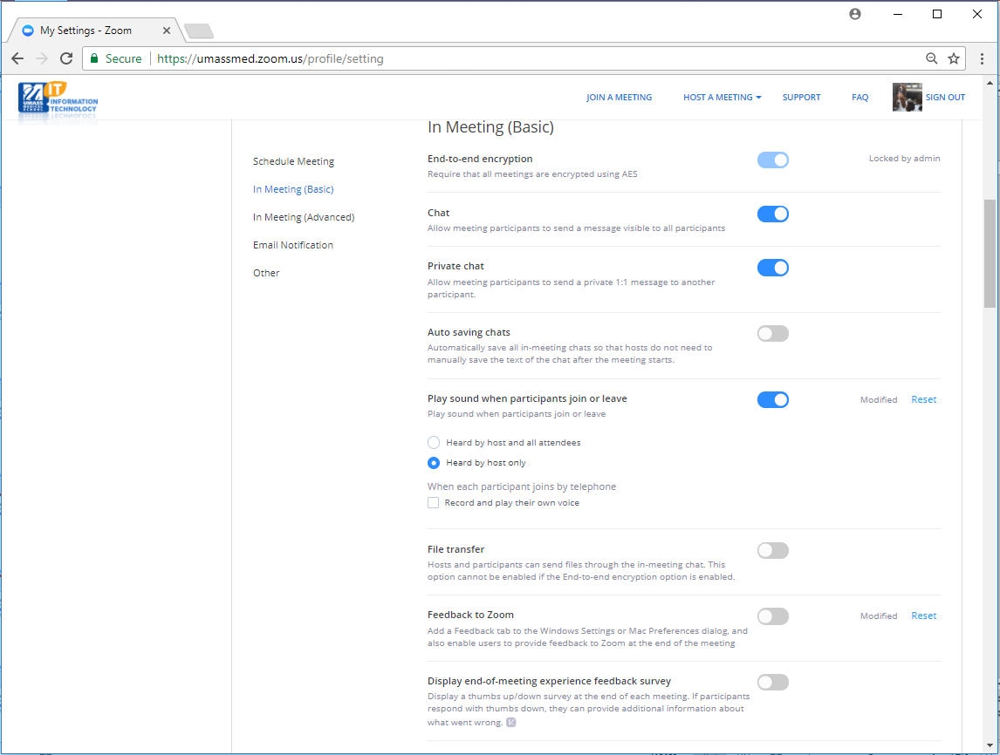 My Settings - Zoom
Secure
https://umassmed.zoom.us/profile/setting
UMASS
MEDICAL
SCHOOL
IT
INFORMATION
TECHNOLOGY
JOIN A MEETING
HOST A MEETING
SUPPORT
FAQ
SIGN OUT
In Meeting (Basic)
Schedule Meeting
In Meeting (Basic)
In Meeting (Advanced)
Email Notification
Other
End-to-end encryption
Locked by admin
Require that all meetings are encrypted using AES
Chat
Allow meeting participants to send a message visible to all participants
Private chat
Allow meeting participants to send a private 1:1 message to another
participant.
Auto saving chats
Automatically save all in-meeting chats so that hosts do not need to
manually save the text of the chat after the meeting starts.
Play sound when participants join or leave
Modified
Reset
Play sound when participants join or leave
Heard by host and all attendees
Heard by host only
When each participant joins by telephone
Record and play their own voice
File transfer
Hosts and participants can send files through the in-meeting chat. This
option cannot be enabled if the End-to-end encryption option is enabled.
Feedback to Zoom
Modified
Reset
Add a Feedback tab to the Windows Settings or Mac Preferences dialog, and
also enable users to provide feedback to Zoom at the end of the meeting
Display end-of-meeting experience feedback survey
Display a thumbs up/down survey at the end of each meeting. If participants
respond with thumbs down, they can provide additional information about
what went wrong.